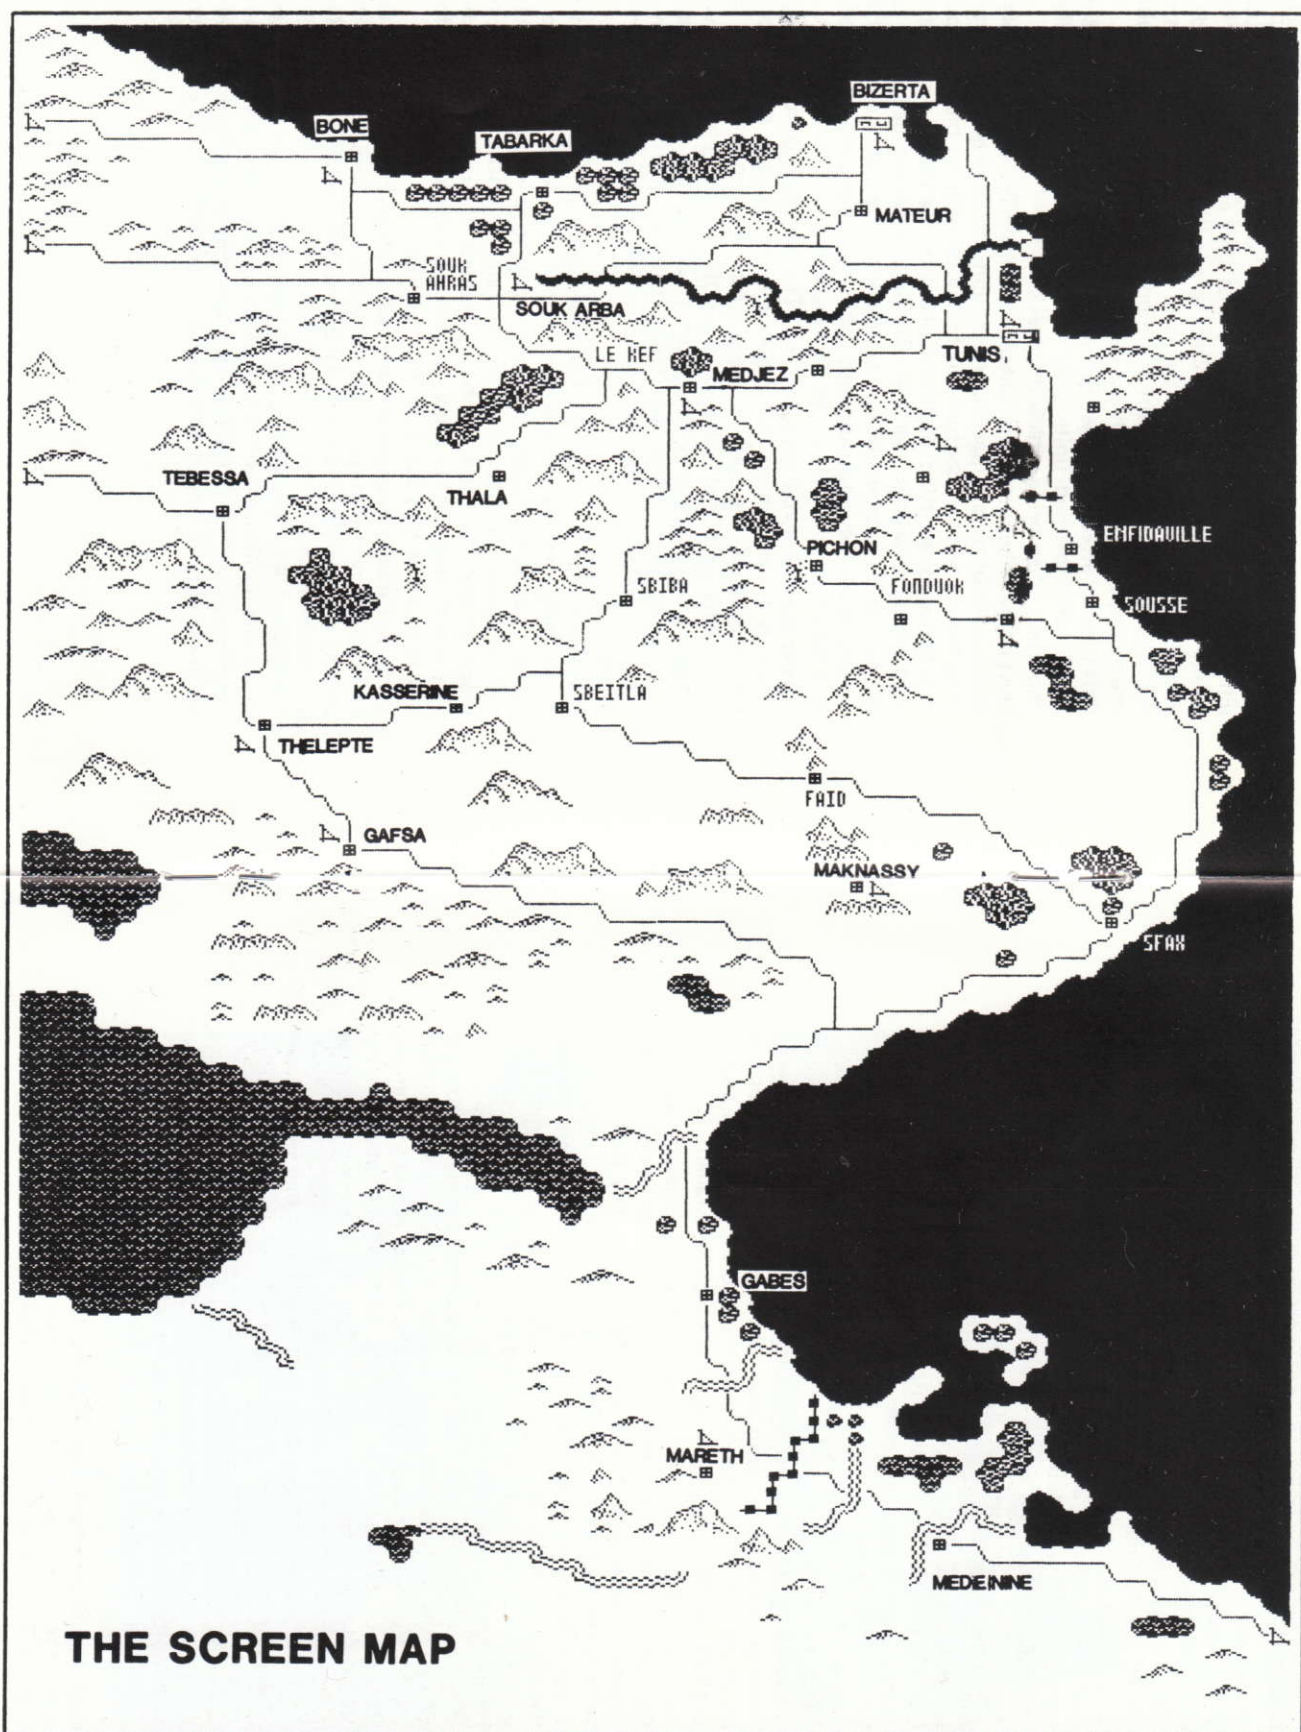 BIZERTA
BONE
TABARKA
MATEUR
SOUK
AHRAS
SOUK ARBA
LE KEF
MEDJEZ
TUNIS
TEBESSA
THALA
ENFIDAVILLE
PICHON
SBIBA
FONDUOK
SOUSSE
KASSERINE
SBEITLA
THELEPTE
FAID
GAFSA
MAKNASSY
SFAX
GABES
MARETH
MEDEININE
THE SCREEN MAP